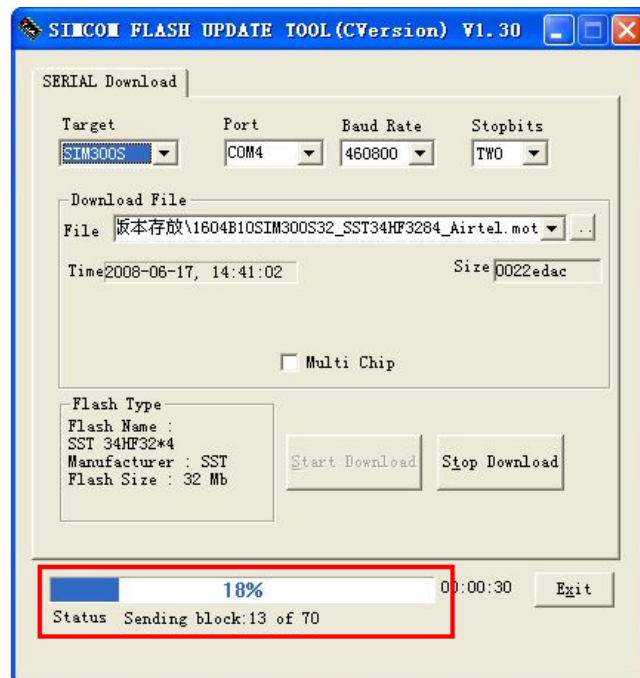 SIMCOM FLASH UPDATE TOOL(CVersion) V1.30
SERIAL Download
Target Port Baud Rate Stopbits
SIM300S COM4 460800 TWO
Download File
File 版本存放\1604B10SIM300S32_SST34HF3284_Airtel.mot ..
Time 2008-06-17, 14:41:02 Size 0022edac
Multi Chip
Flash Type
Flash Name :
SST 34HF32*4
Manufacturer : SST
Flash Size : 32 Mb
Start Download Stop Download
18% 00:00:30 Exit
Status Sending block:13 of 70